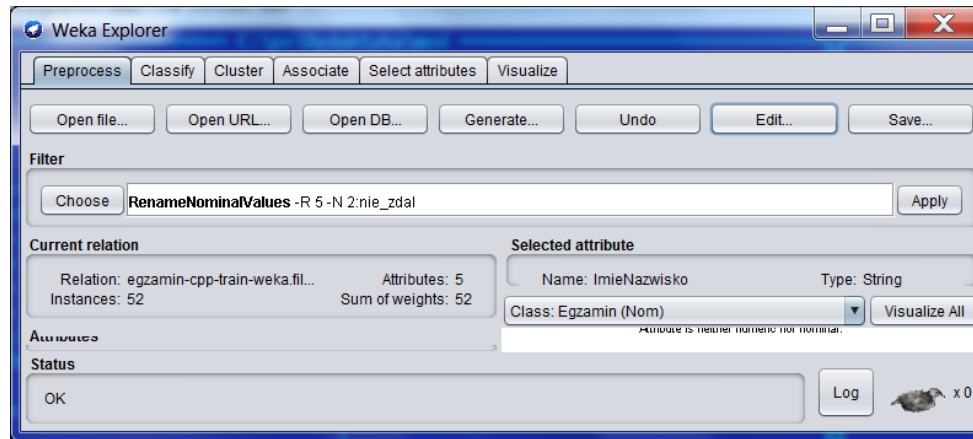 Weka Explorer
Preprocess Classify Cluster Associate Select attributes Visualize
Open file... Open URL... Open DB... Generate... Undo Edit... Save...
Filter
Choose RenameNominalValues -R 5 -N 2:nie_zdal Apply
Current relation
Relation: egzamin-cpp-train-weka.fil... Attributes: 5
Instances: 52 Sum of weights: 52
Selected attribute
Name: ImieNazwisko Type: String
Class: Egzamin (Nom) Visualize All
Attribute is neither numeric nor nominal.
Attributes
Status
OK
Log x 0